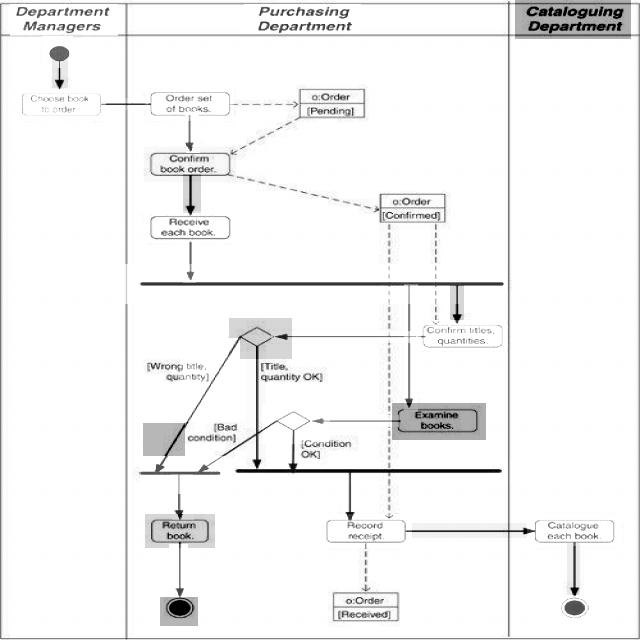 Department
Managers
Purchasing
Department
Cataloguing
Department
Choose book
to order
Order set
of books.
o:Order
[Pending]
Confirm
book order.
o:Order
[Confirmed]
Receive
each book.
Confirm titles,
quantities.
[Wrong title,
quantity]
[Title,
quantity OK]
[Bad
condition]
[Condition
OK]
Examine
books.
Return
book.
Record
receipt.
Catalogue
each book.
o:Order
[Received]